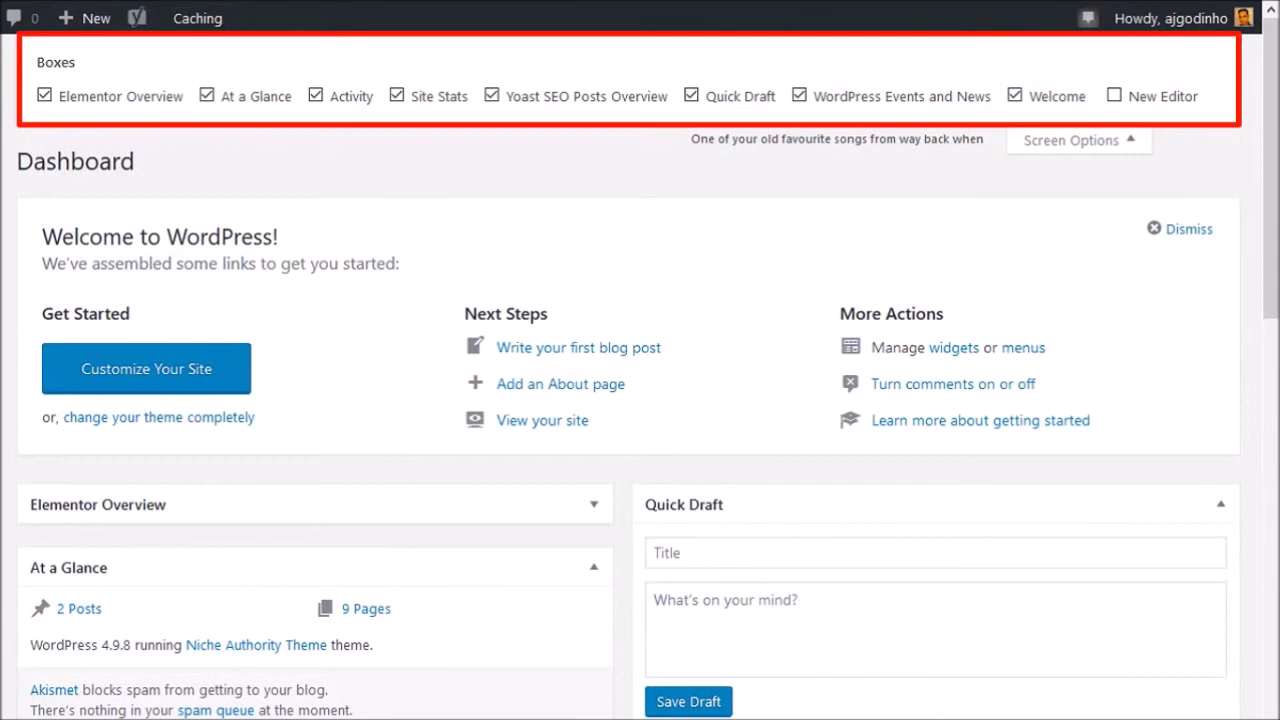 0 New Caching Howdy, ajgodinho
Boxes
Elementor Overview At a Glance Activity Site Stats Yoast SEO Posts Overview Quick Draft WordPress Events and News Welcome New Editor
One of your old favourite songs from way back when Screen Options
Dashboard
Welcome to WordPress!
Dismiss
We've assembled some links to get you started:
Get Started
Customize Your Site
or, change your theme completely
Next Steps
Write your first blog post
Add an About page
View your site
More Actions
Manage widgets or menus
Turn comments on or off
Learn more about getting started
Elementor Overview
At a Glance
2 Posts 9 Pages
WordPress 4.9.8 running Niche Authority Theme theme.
Akismet blocks spam from getting to your blog.
There's nothing in your spam queue at the moment.
Quick Draft
Title
What's on your mind?
Save Draft